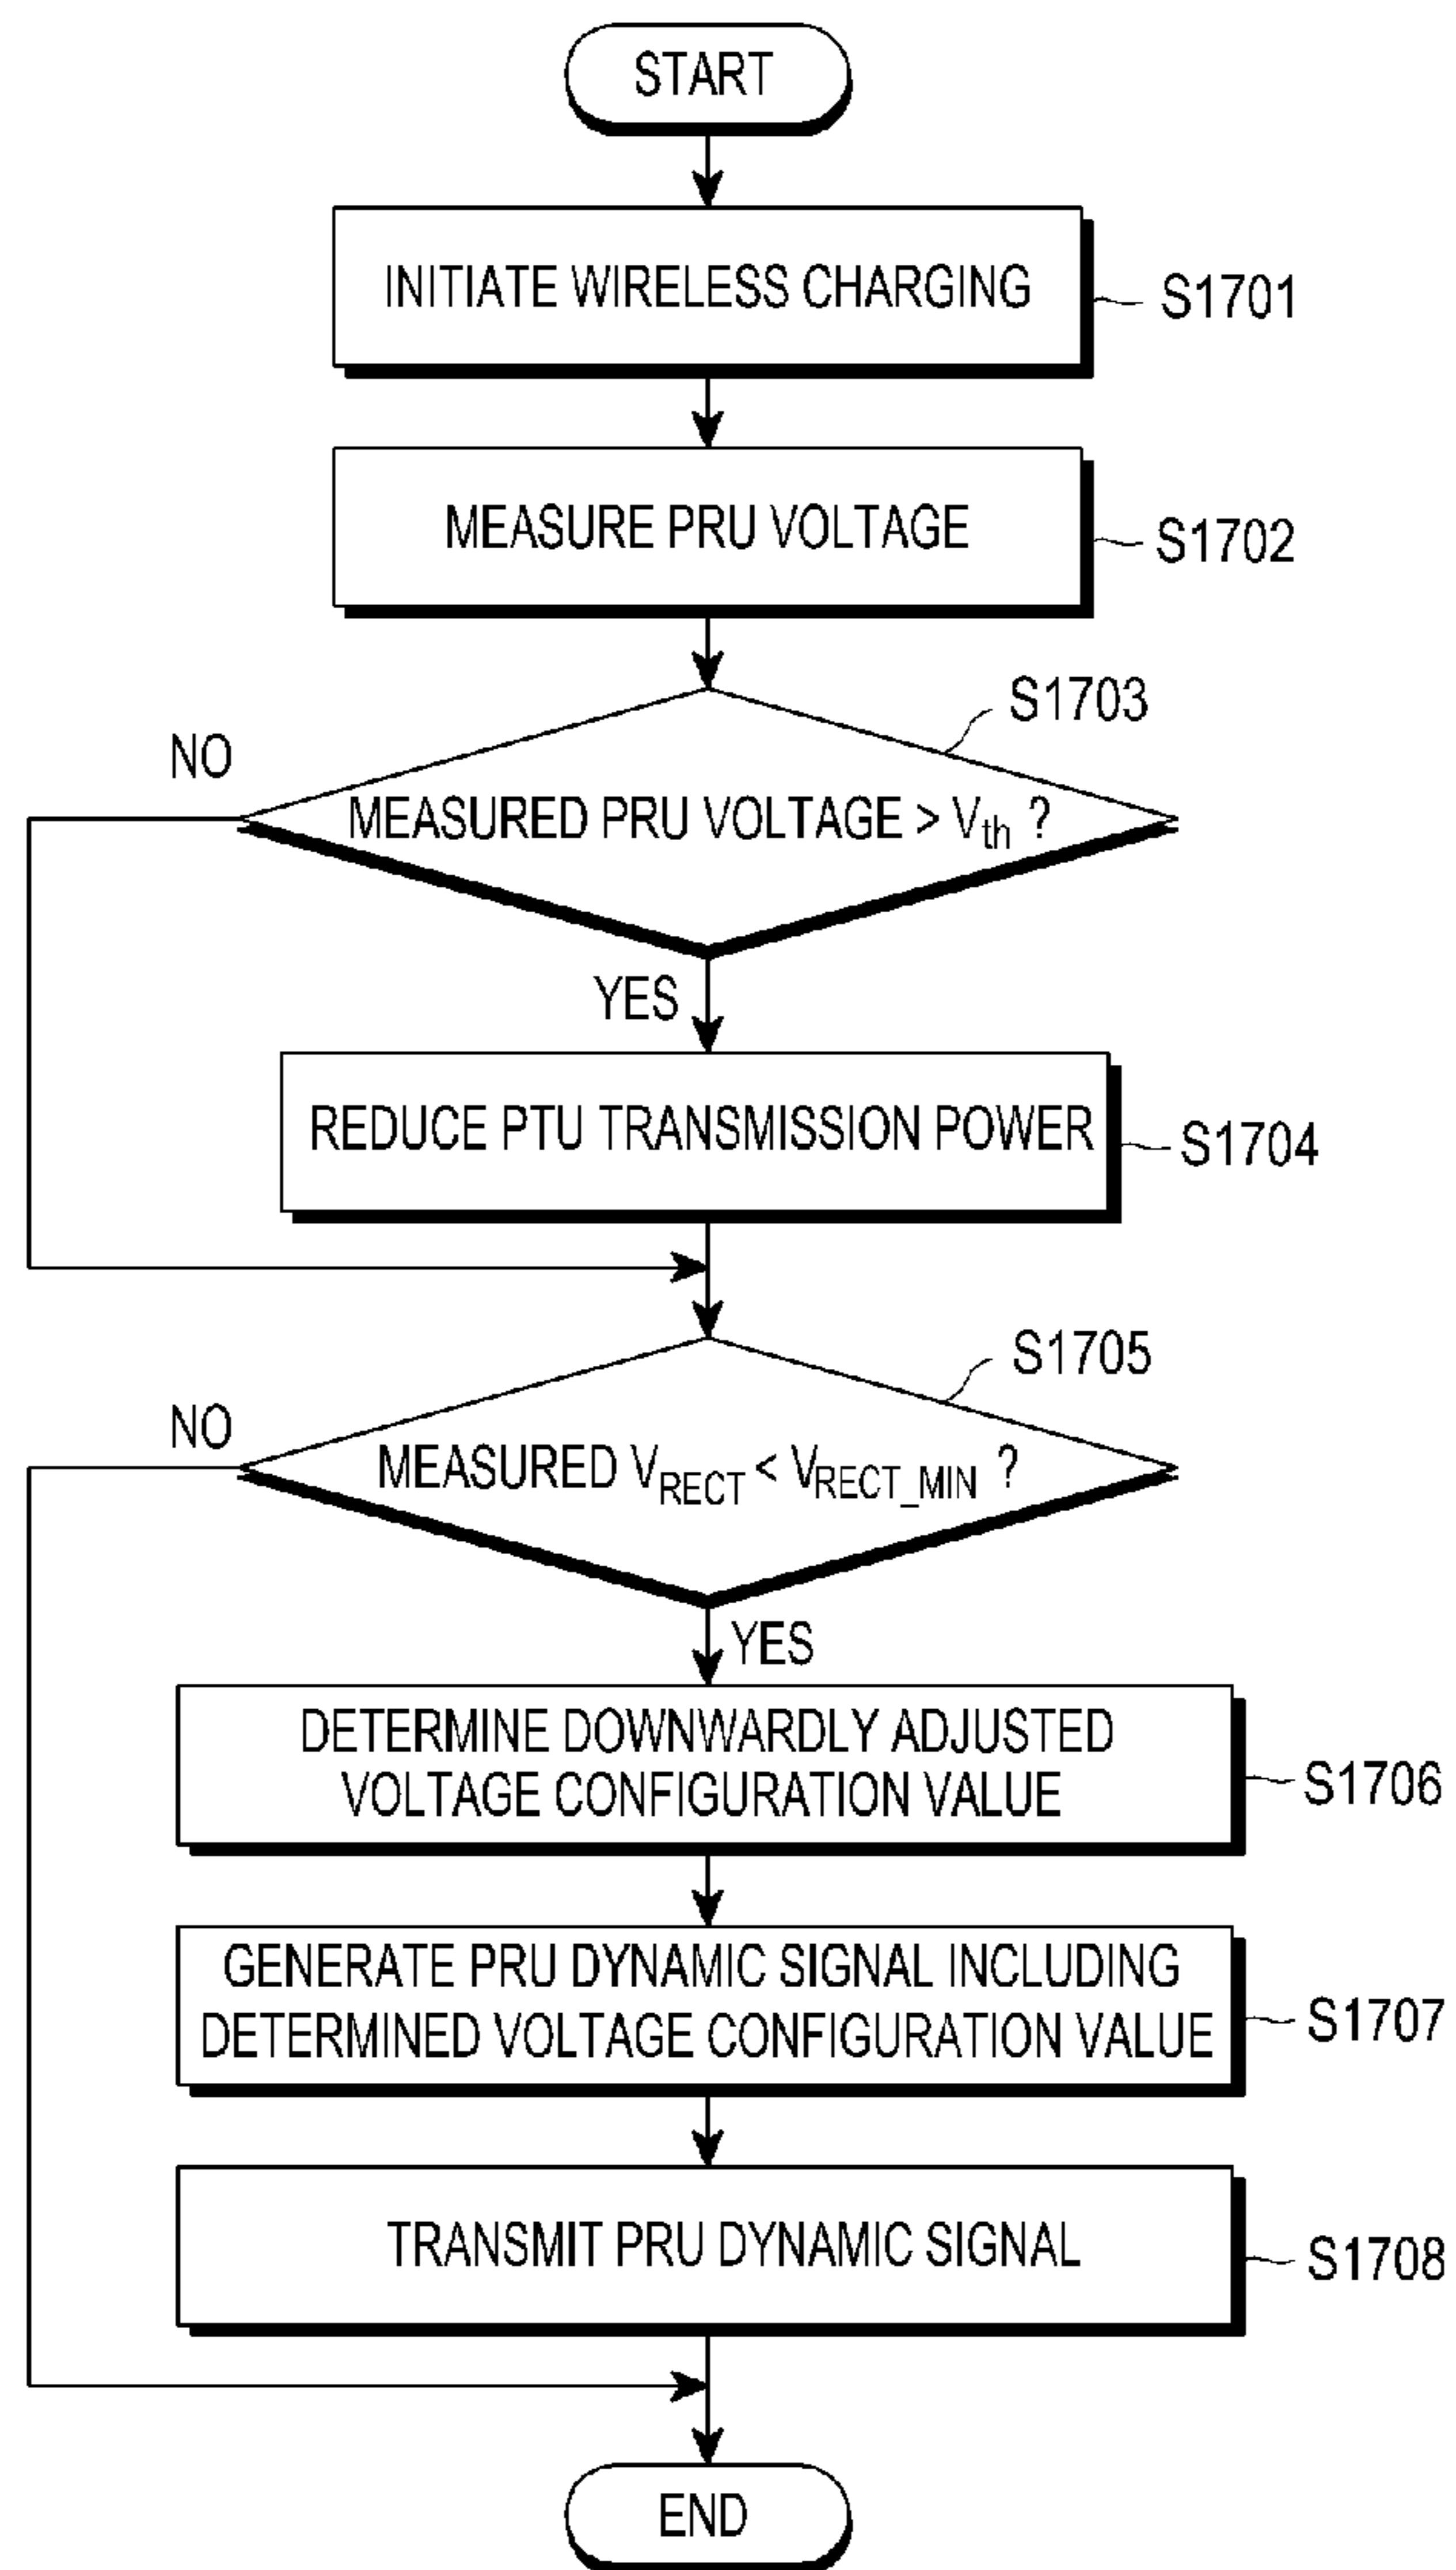 START
INITIATE WIRELESS CHARGING
S1701
MEASURE PRU VOLTAGE
S1702
S1703
NO
MEASURED PRU VOLTAGE > Vth ?
YES
REDUCE PTU TRANSMISSION POWER
S1704
S1705
NO
MEASURED VRECT < VRECT_MIN ?
YES
DETERMINE DOWNWARDLY ADJUSTED
VOLTAGE CONFIGURATION VALUE
S1706
GENERATE PRU DYNAMIC SIGNAL INCLUDING
DETERMINED VOLTAGE CONFIGURATION VALUE
S1707
TRANSMIT PRU DYNAMIC SIGNAL
S1708
END